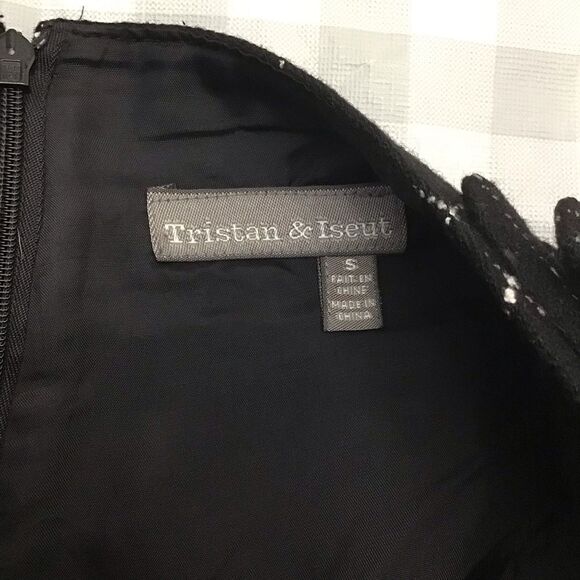 Tristan & Iseut
S
FAIT EN
CHINE
MADE IN
CHINA